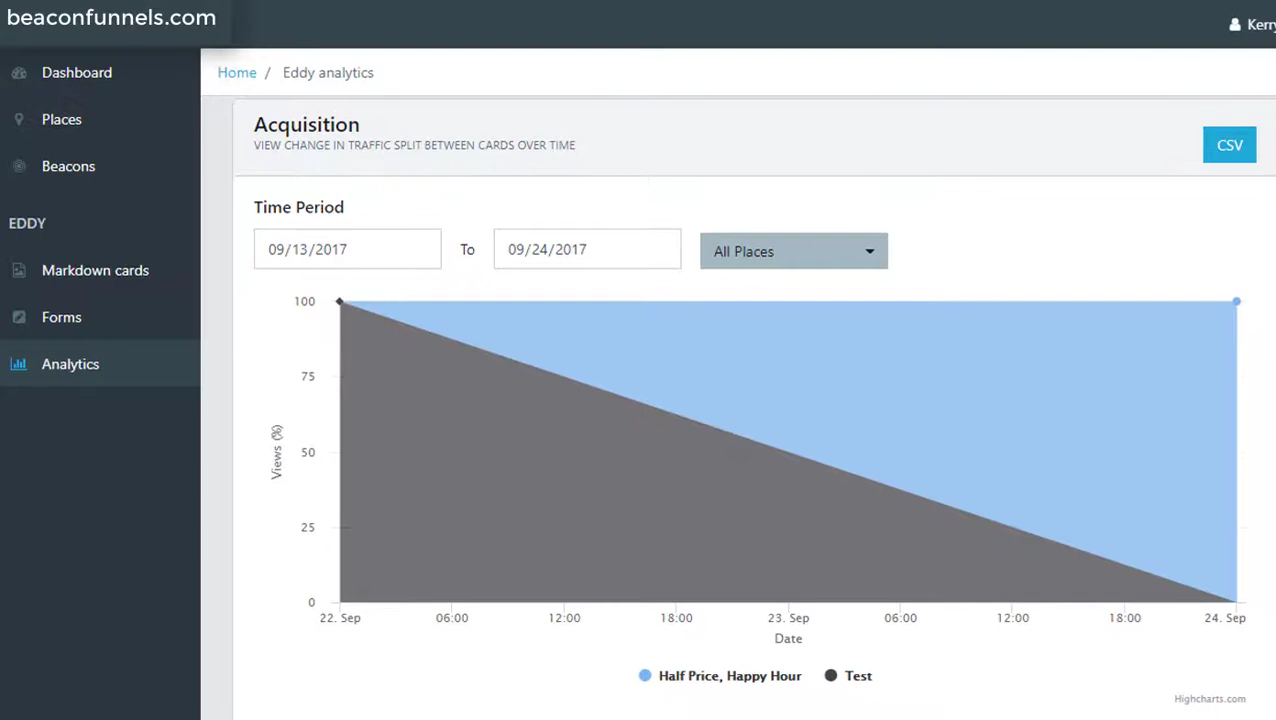 beaconfunnels.com
Kerry
Dashboard
Places
Beacons
EDDY
Markdown cards
Forms
Analytics
Home / Eddy analytics
Acquisition
VIEW CHANGE IN TRAFFIC SPLIT BETWEEN CARDS OVER TIME
CSV
Time Period
09/13/2017 To 09/24/2017 All Places
100
75
50
25
0
Views (%)
22. Sep 06:00 12:00 18:00 23. Sep 06:00 12:00 18:00 24. Sep
Date
Half Price, Happy Hour Test
Highcharts.com